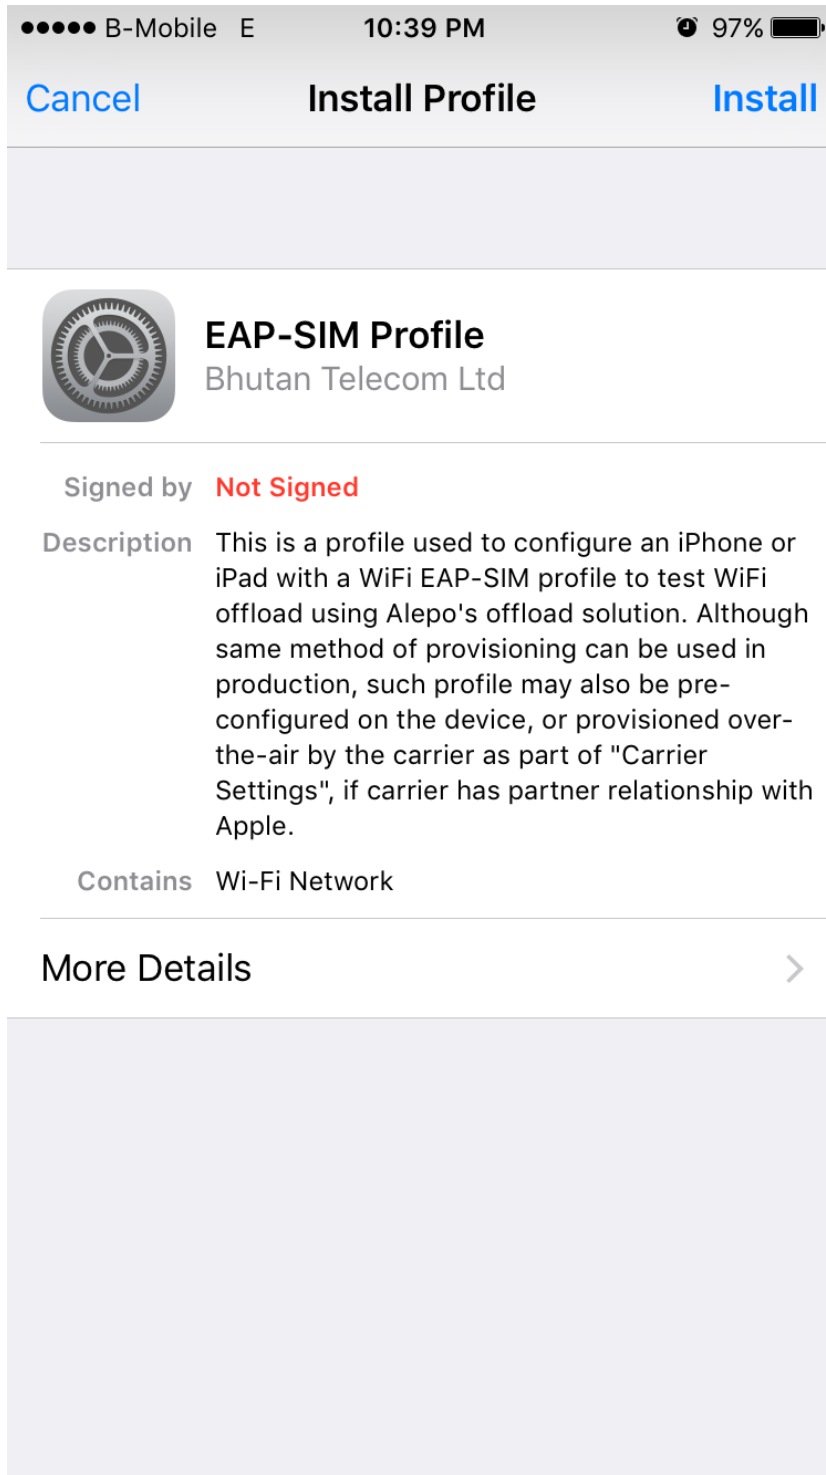 B-Mobile E 10:39 PM 97%
Cancel Install Profile Install
EAP-SIM Profile
Bhutan Telecom Ltd
Signed by Not Signed
Description This is a profile used to configure an iPhone or
iPad with a WiFi EAP-SIM profile to test WiFi
offload using Alepo's offload solution. Although
same method of provisioning can be used in
production, such profile may also be pre-
configured on the device, or provisioned over-
the-air by the carrier as part of "Carrier
Settings", if carrier has partner relationship with
Apple.
Contains Wi-Fi Network
More Details